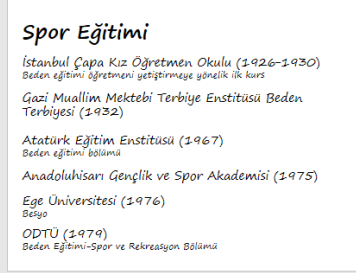 Spor Eğitimi
İstanbul Çapa Kız Öğretmen Okulu (1926-1930)
Beden eğitimi öğretmeni yetiştirmeye yönelik ilk kurs
Gazi Muallim Mektebi Terbiye Enstitüsü Beden
Terbiyesi (1932)
Atatürk Eğitim Enstitüsü (1967)
Beden eğitimi bölümü
Anadoluhisarı Gençlik ve Spor Akademisi (1975)
Ege Üniversitesi (1976)
Besyo
ODTÜ (1979)
Beden Eğitimi-Spor ve Rekreasyon Bölümü